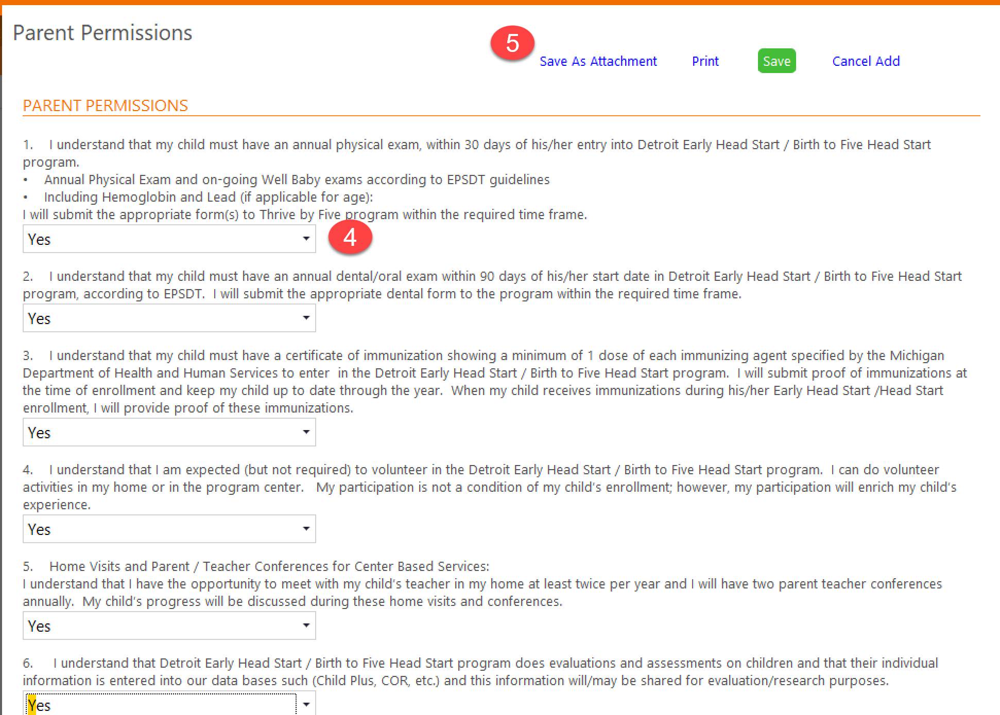 Parent Permissions
5
Save As Attachment Print Save Cancel Add
PARENT PERMISSIONS
1. I understand that my child must have an annual physical exam, within 30 days of his/her entry into Detroit Early Head Start / Birth to Five Head Start
program.
• Annual Physical Exam and on-going Well Baby exams according to EPSDT guidelines
• Including Hemoglobin and Lead (if applicable for age):
I will submit the appropriate form(s) to Thrive by Five program within the required time frame.
Yes
4
2. I understand that my child must have an annual dental/oral exam within 90 days of his/her start date in Detroit Early Head Start / Birth to Five Head Start
program, according to EPSDT. I will submit the appropriate dental form to the program within the required time frame.
Yes
3. I understand that my child must have a certificate of immunization showing a minimum of 1 dose of each immunizing agent specified by the Michigan
Department of Health and Human Services to enter in the Detroit Early Head Start / Birth to Five Head Start program. I will submit proof of immunizations at
the time of enrollment and keep my child up to date through the year. When my child receives immunizations during his/her Early Head Start /Head Start
enrollment, I will provide proof of these immunizations.
Yes
4. I understand that I am expected (but not required) to volunteer in the Detroit Early Head Start / Birth to Five Head Start program. I can do volunteer
activities in my home or in the program center. My participation is not a condition of my child's enrollment; however, my participation will enrich my child's
experience.
Yes
5. Home Visits and Parent / Teacher Conferences for Center Based Services:
I understand that I have the opportunity to meet with my child's teacher in my home at least twice per year and I will have two parent teacher conferences
annually. My child's progress will be discussed during these home visits and conferences.
Yes
6. I understand that Detroit Early Head Start / Birth to Five Head Start program does evaluations and assessments on children and that their individual
information is entered into our data bases such (Child Plus, COR, etc.) and this information will/may be shared for evaluation/research purposes.
Yes